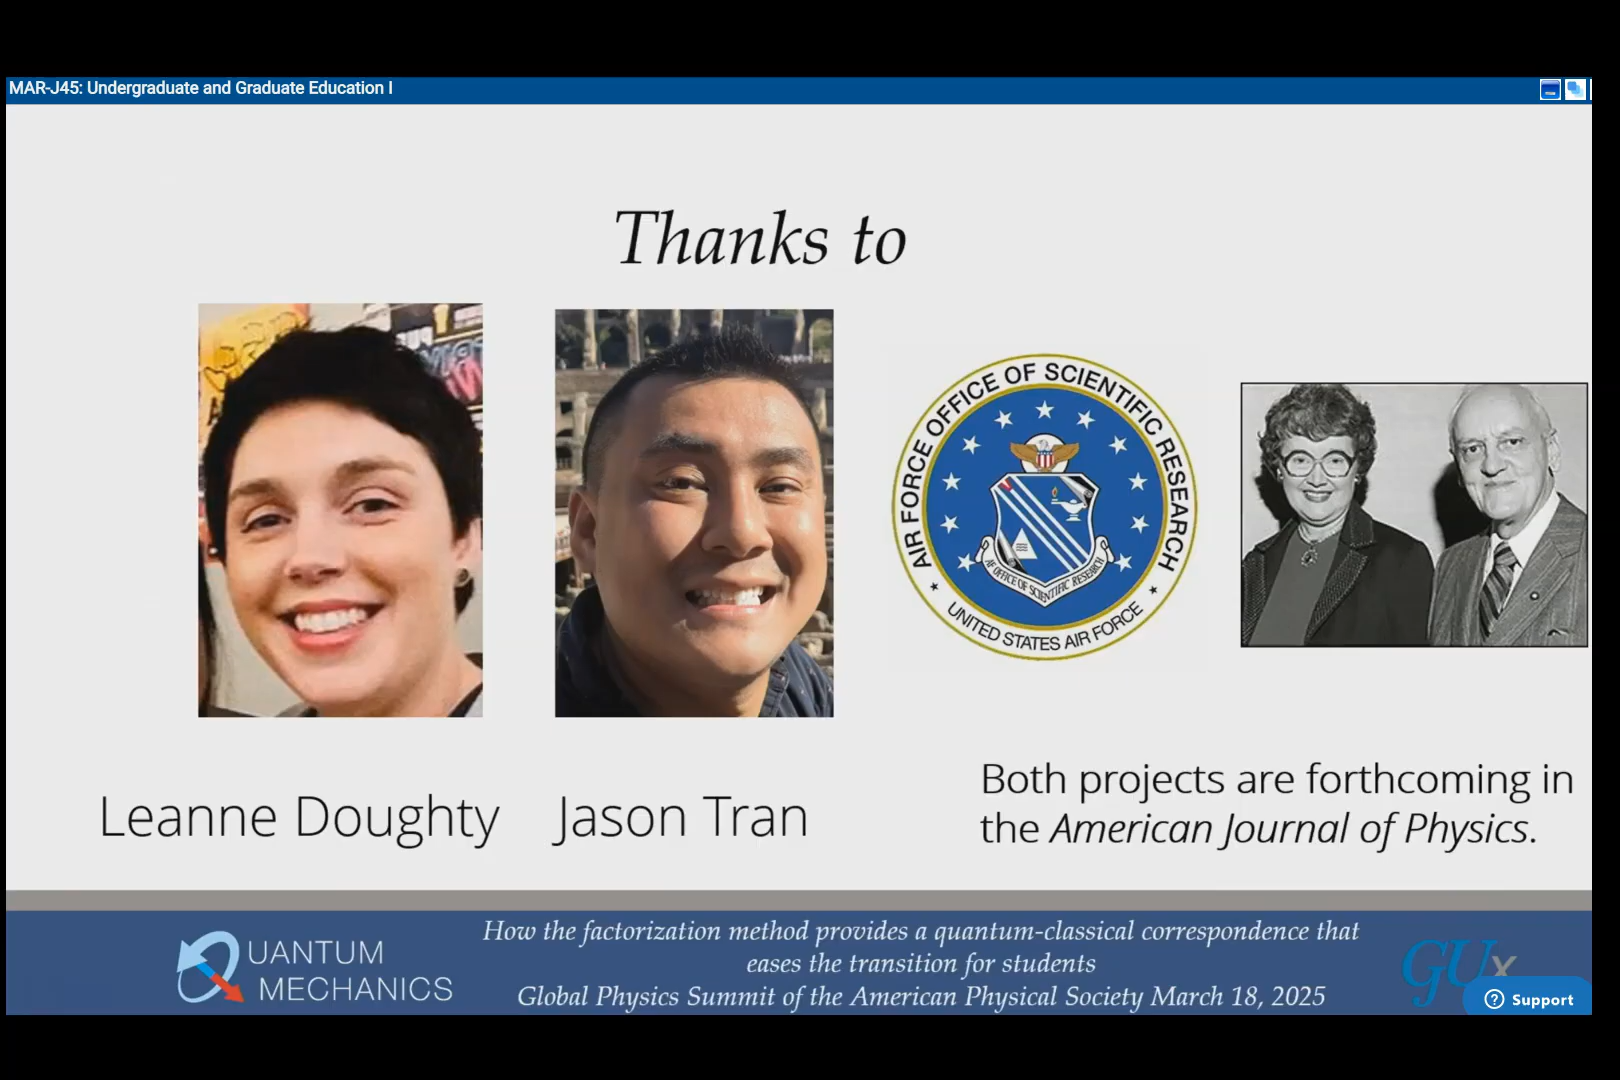 MAR-J45: Undergraduate and Graduate Education I
Thanks to
AIR FORCE OFFICE OF SCIENTIFIC RESEARCH
AF OFFICE OF SCIENTIFIC RESEARCH
UNITED STATES AIR FORCE
Leanne Doughty
Jason Tran
Both projects are forthcoming in
the American Journal of Physics.
QUANTUM
MECHANICS
How the factorization method provides a quantum-classical correspondence that
eases the transition for students
Global Physics Summit of the American Physical Society March 18, 2025
GUx
Support